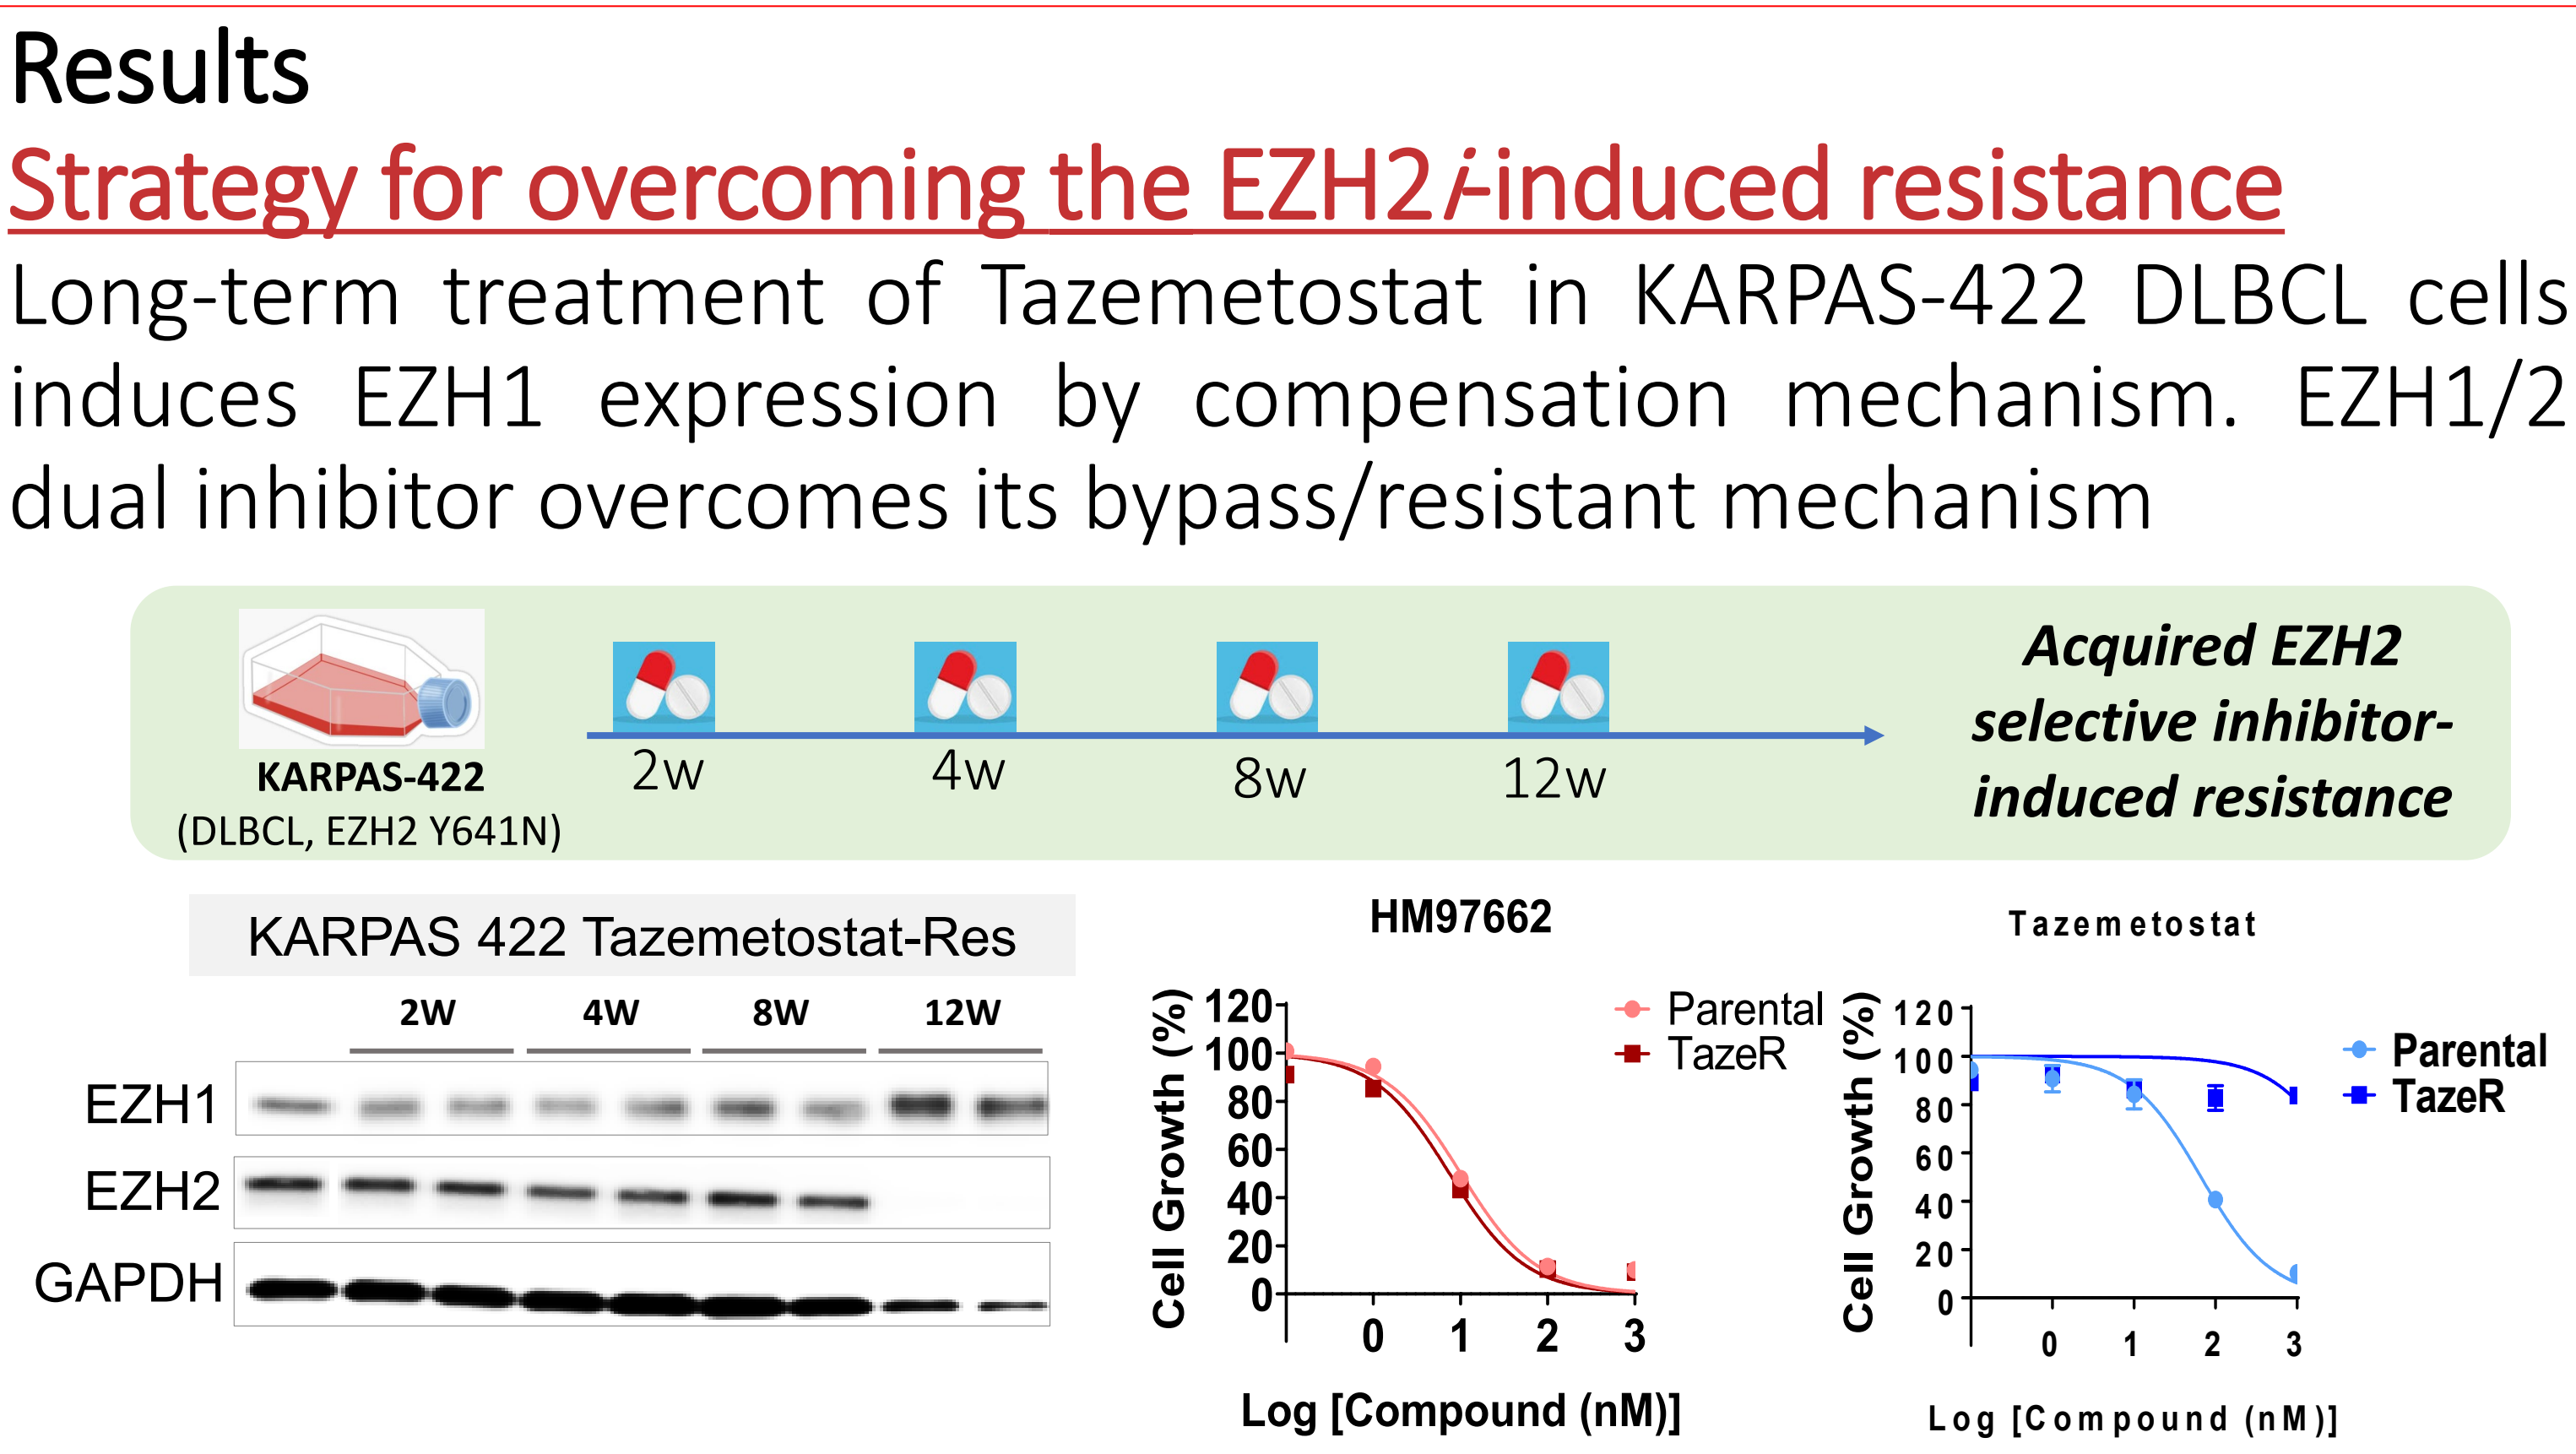 Results
Strategy for overcoming the EZH2i-induced resistance
Long-term treatment of Tazemetostat in KARPAS-422 DLBCL cells
induces EZH1 expression by compensation mechanism. EZH1/2
dual inhibitor overcomes its bypass/resistant mechanism
KARPAS-422
(DLBCL, EZH2 Y641N)
2w
4w
8w
12w
Acquired EZH2
selective inhibitor-
induced resistance
KARPAS 422 Tazemetostat-Res
2W 4W 8W 12W
EZH1
EZH2
GAPDH
HM97662
Cell Growth (%)
120
100
80
60
40
20
0
0 1 2 3
Log [Compound (nM)]
Parental
TazeR
Tazemetostat
Cell Growth (%)
120
100
80
60
40
20
0
0 1 2 3
Log [Compound (nM)]
Parental
TazeR